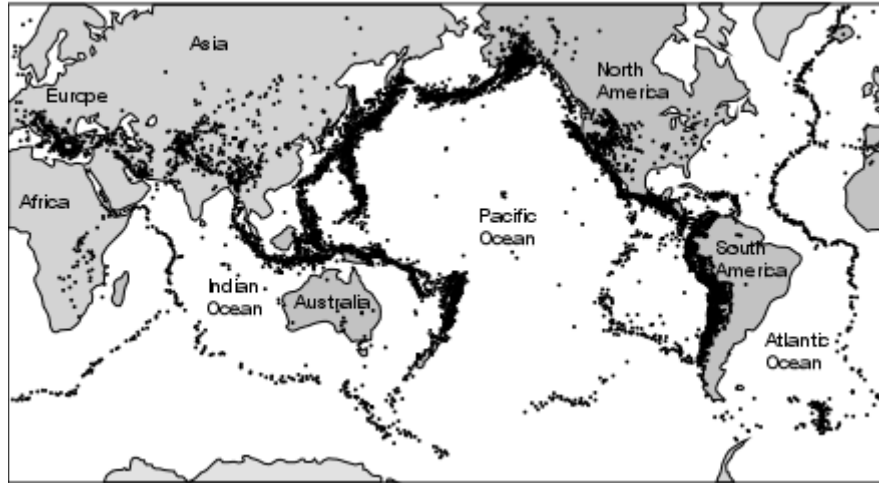 Asia
Europe
North
America
Africa
Pacific
Ocean
South
America
Indian
Ocean
Australia
Atlantic
Ocean